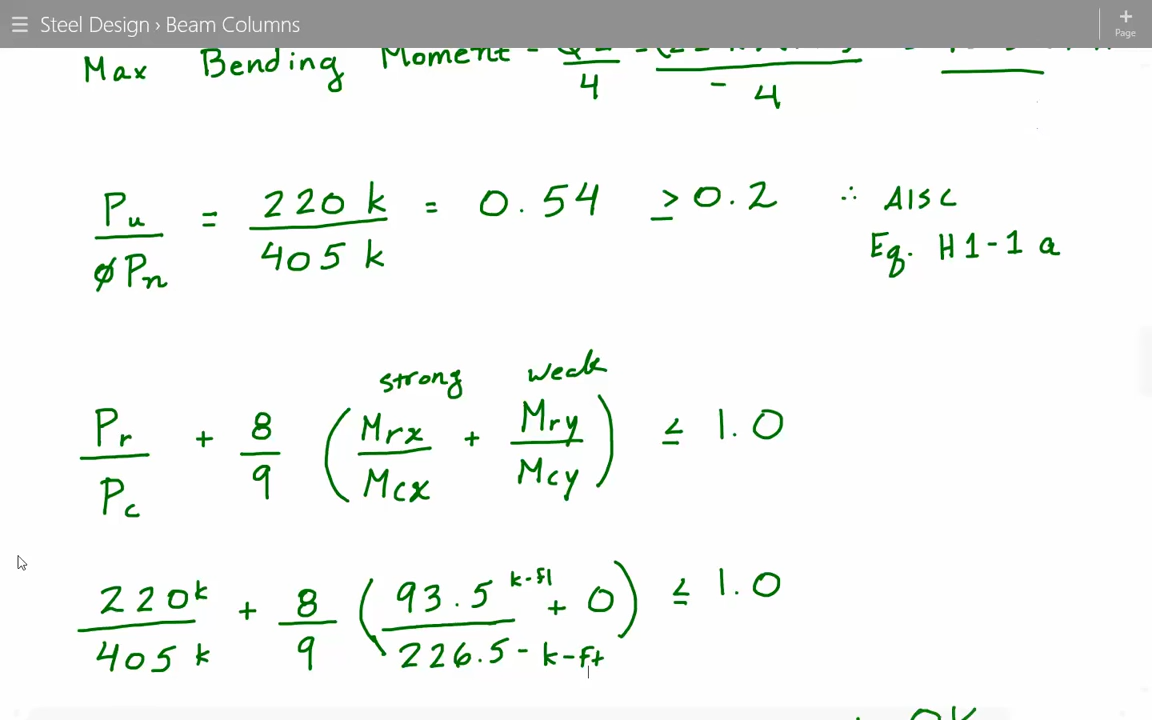 Steel Design › Beam Columns
Page
Max Bending Moment = / 4 = / 4
Pu / ϕPn = 220 k / 405 k = 0.54 ≥ 0.2 ∴ AISC
Eq. H1-1a
strong weak
Pr / Pc + 8 / 9 ( Mrx / Mcx + Mry / Mcy ) ≤ 1.0
220k / 405 k + 8 / 9 ( 93.5 k-ft / 226.5 - k-ft + 0 ) ≤ 1.0